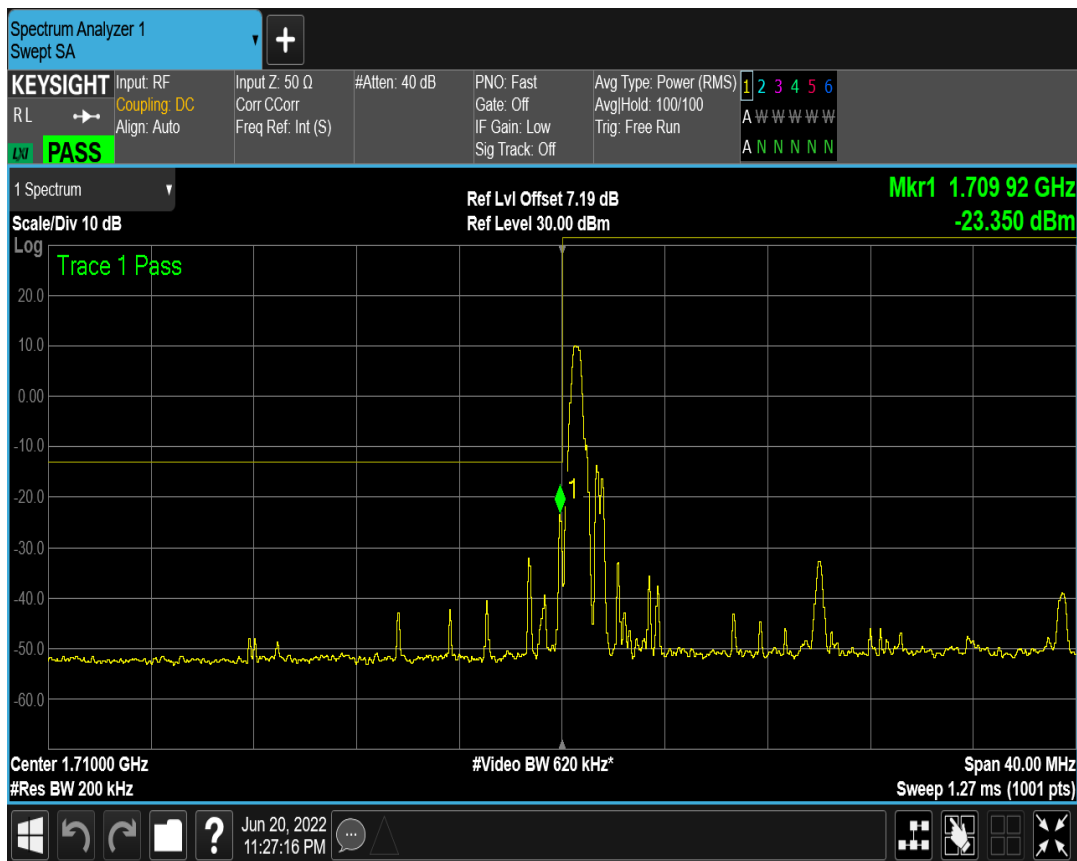 Spectrum Analyzer 1
Swept SA
+
KEYSIGHT
R L
LXI PASS
Input: RF
Coupling: DC
Align: Auto
Input Z: 50 Ω
Corr CCorr
Freq Ref: Int (S)
#Atten: 40 dB
PNO: Fast
Gate: Off
IF Gain: Low
Sig Track: Off
Avg Type: Power (RMS)
Avg|Hold: 100/100
Trig: Free Run
1 2 3 4 5 6
A W W W W W
A N N N N N
1 Spectrum
Scale/Div 10 dB
Ref Lvl Offset 7.19 dB
Ref Level 30.00 dBm
Mkr1 1.709 92 GHz
-23.350 dBm
Log
Trace 1 Pass
20.0
10.0
0.00
-10.0
-20.0
-30.0
-40.0
-50.0
-60.0
1
Center 1.71000 GHz
#Res BW 200 kHz
#Video BW 620 kHz*
Span 40.00 MHz
Sweep 1.27 ms (1001 pts)
?
Jun 20, 2022
11:27:16 PM